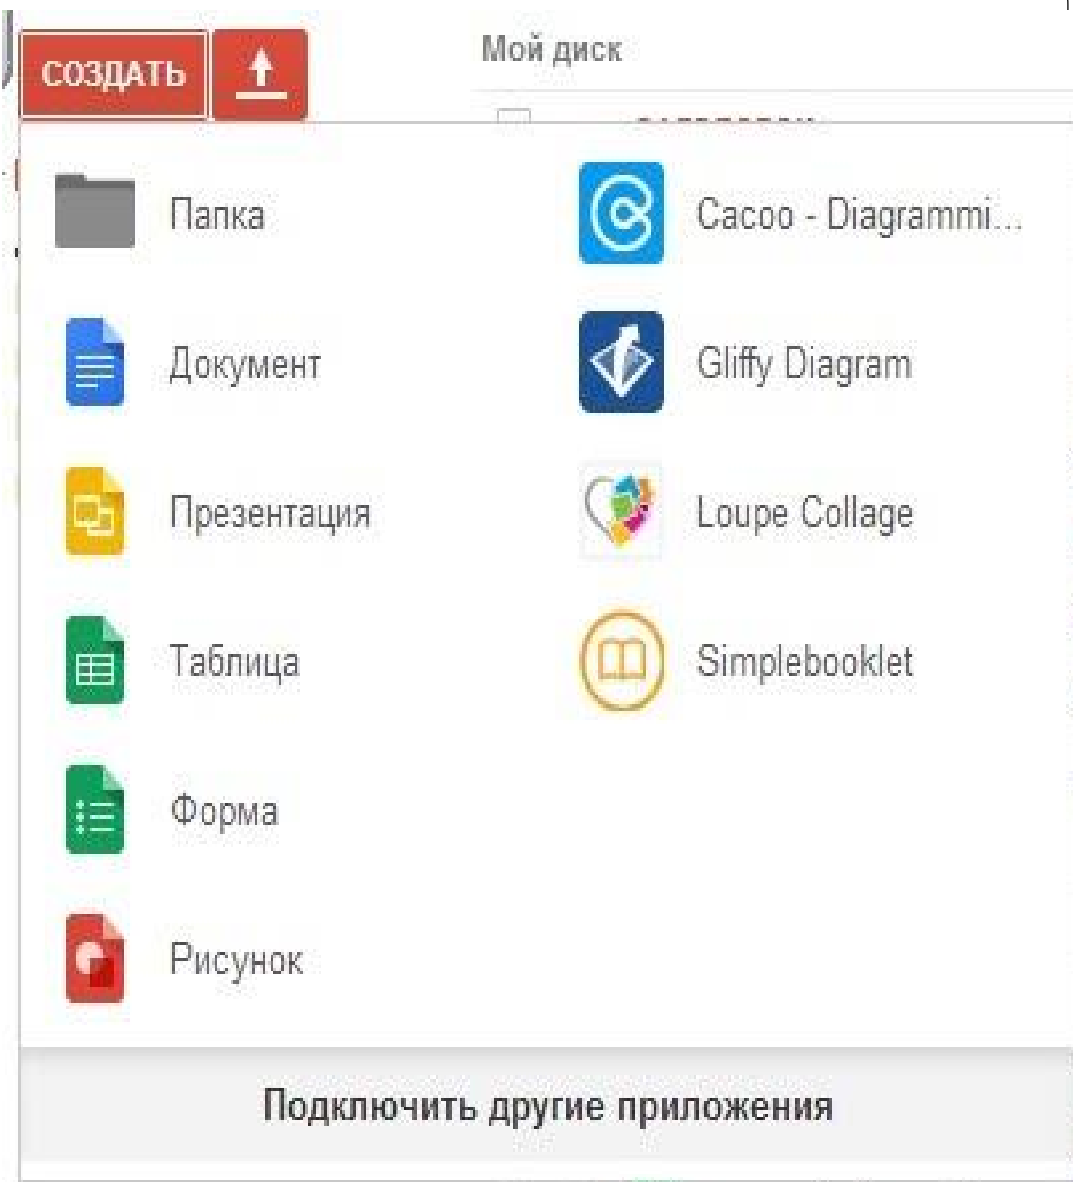 СОЗДАТЬ
Мой диск
Папка
Cacoo - Diagrammi...
Документ
Gliffy Diagram
Презентация
Loupe Collage
Таблица
Simplebooklet
Форма
Рисунок
Подключить другие приложения